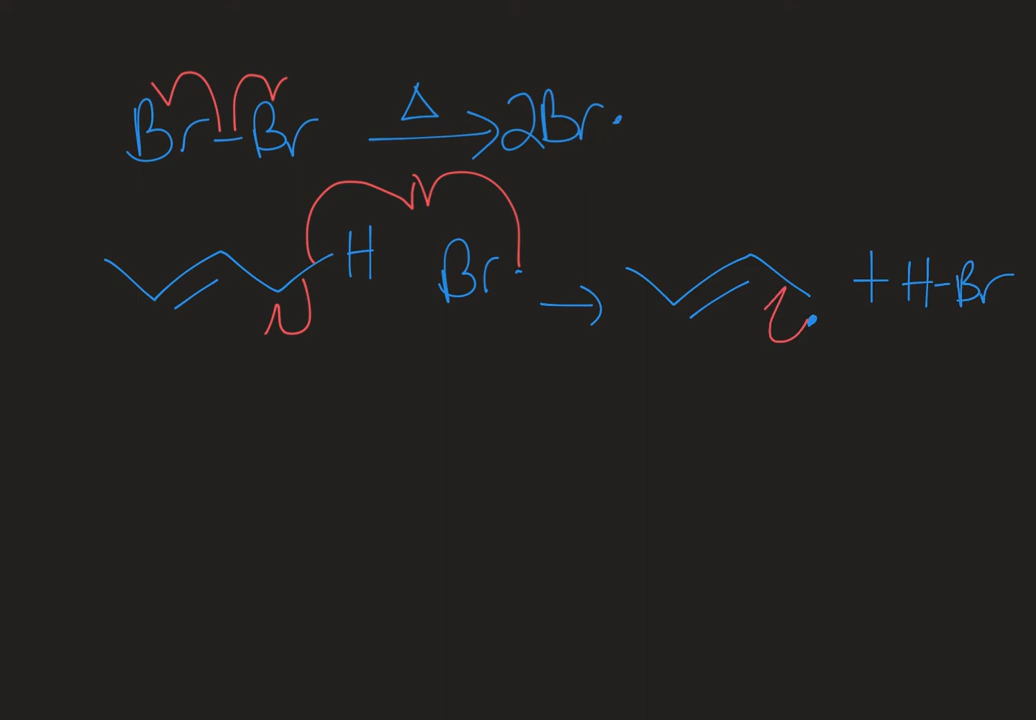 Br-Br Δ→ 2Br·
H Br· → + H-Br